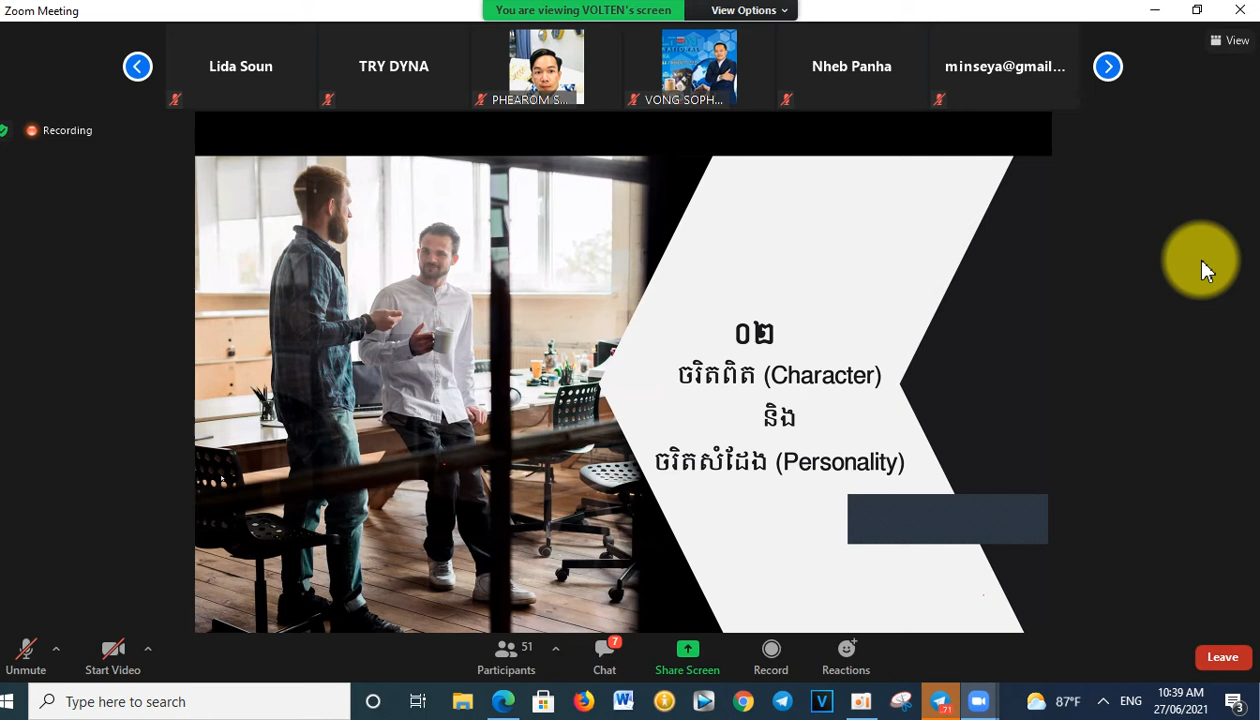 Zoom Meeting
You are viewing VOLTEN's screen
View Options
View
Lida Soun
TRY DYNA
PHEAROM S...
VONG SOPH...
Nheb Panha
minseya@gmail...
Recording
០២
ចរិតពិត (Character)
និង
ចរិតសំដែង (Personality)
Unmute
Start Video
51
Participants
7
Chat
Share Screen
Record
Reactions
Leave
Type here to search
71
87°F
ENG
10:39 AM
27/06/2021
3